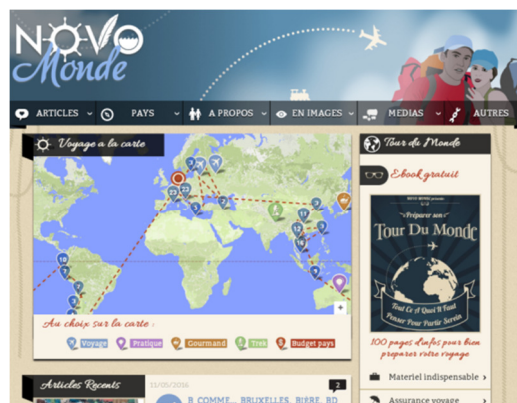 NOVO
Monde
ARTICLES
PAYS
A PROPOS
EN IMAGES
MEDIAS
AUTRES
Voyage a la carte
Tour du Monde
Ebook gratuit
« Préparer son »
Tour Du Monde
Tout Ce A Quoi Il Faut
Penser Pour Partir Serein
100 pages d'infos pour bien
preparer votre voyage
Au choix sur la carte :
Voyage
Pratique
Gourmand
Trek
Budget pays
Materiel indispensable
Assurance voyage
Articles Recents
11/01/2016
2
B COMME... BRUXELLES, BIÈRE, BD